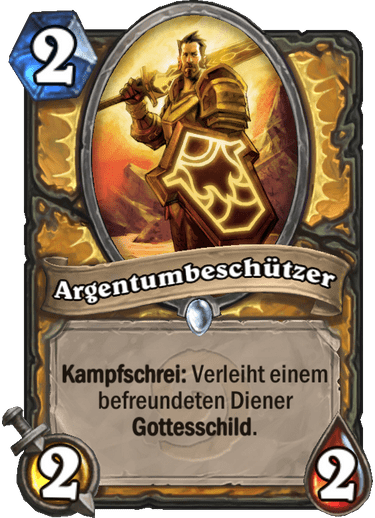 2
Argentumbeschützer
Kampfschrei: Verleiht einem
befreundeten Diener
Gottesschild.
2
2